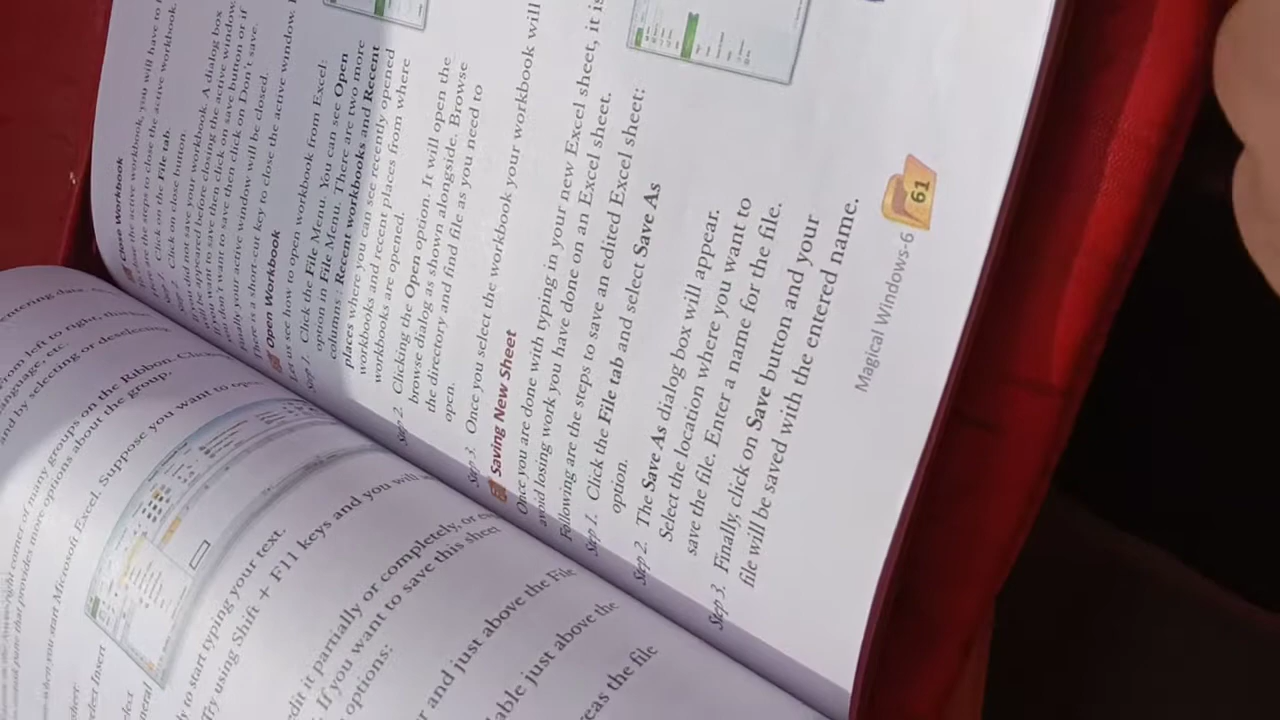 entering data.
from left to right, this
language, etc.
and by selecting or deselecting
corner of many groups on the Ribbon. Click
small arrow that provides more options about the group.
when you start Microsoft Excel. Suppose you want to open
select Insert
to start typing your text.
Try using Shift + F11 keys and you will
edit it partially or completely, or
If you want to save this sheet
options:
and just above the File
able just above the
eas the file
Close Workbook
the active workbook, you will have to
are the steps to close the active workbook.
Click on the File tab.
Click on close button
did not save your workbook. A dialog box
will be appeared before closing the active window.
If you want to save then click on save button or if
don't want to save then click on Don't save.
Finally your active window will be closed.
a short-cut key to close the active window.
Open Workbook
Let us see how to open workbook from Excel:
Step 1. Click the File Menu. You can see Open
option in File Menu. There are two more
columns Recent workbooks and Recent
places where you can see recently opened
workbooks and recent places from where
workbooks are opened.
Step 2. Clicking the Open option. It will open the
browse dialog as shown alongside. Browse
the directory and find file as you need to
open.
Step 3. Once you select the workbook your workbook will
Saving New Sheet
Once you are done with typing in your new Excel sheet, it is
avoid losing work you have done on an Excel sheet.
Following are the steps to save an edited Excel sheet:
Step 1. Click the File tab and select Save As
option.
Step 2. The Save As dialog box will appear.
Select the location where you want to
save the file. Enter a name for the file.
Step 3. Finally, click on Save button and your
file will be saved with the entered name.
Magical Windows-6 61